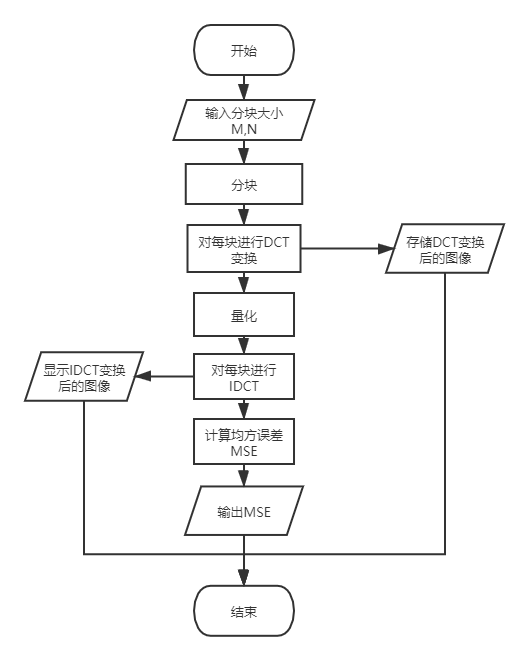 开始
输入分块大小
M,N
分块
对每块进行DCT
变换
存储DCT变换
后的图像
量化
显示IDCT变换
后的图像
对每块进行
IDCT
计算均方误差
MSE
输出MSE
结束